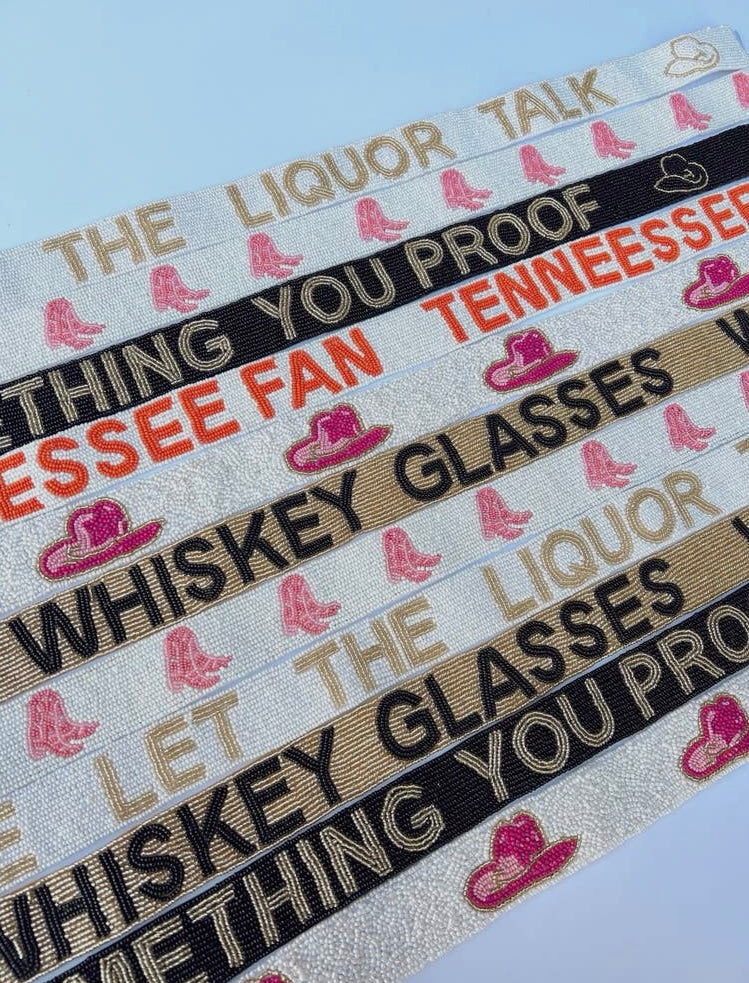 THE LIQUOR TALK
ETHING YOU PROOF
ESSEE FAN TENNEESSEE
WHISKEY GLASSES W
E LET THE LIQUOR T
WHISKEY GLASSES
METHING YOU PRO